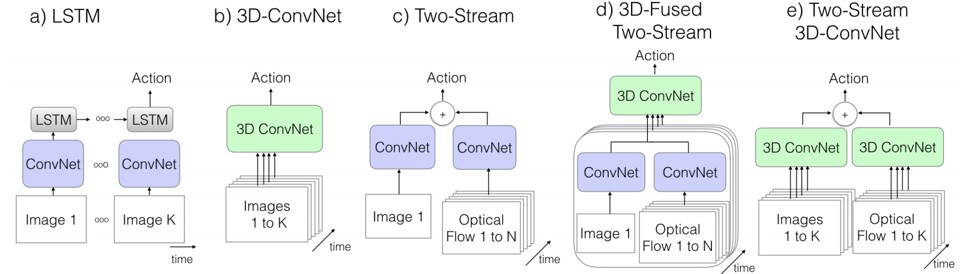 a) LSTM
Action
LSTM
ooo
LSTM
ConvNet
ooo
ConvNet
Image 1
ooo
Image K
time
b) 3D-ConvNet
Action
3D ConvNet
Images
1 to K
time
c) Two-Stream
Action
+
ConvNet
ConvNet
Image 1
Optical
Flow 1 to N
time
d) 3D-Fused
Two-Stream
Action
3D ConvNet
ConvNet
ConvNet
Image 1
Optical
Flow 1 to N
time
e) Two-Stream
3D-ConvNet
Action
+
3D ConvNet
3D ConvNet
Images
1 to K
Optical
Flow 1 to K
time